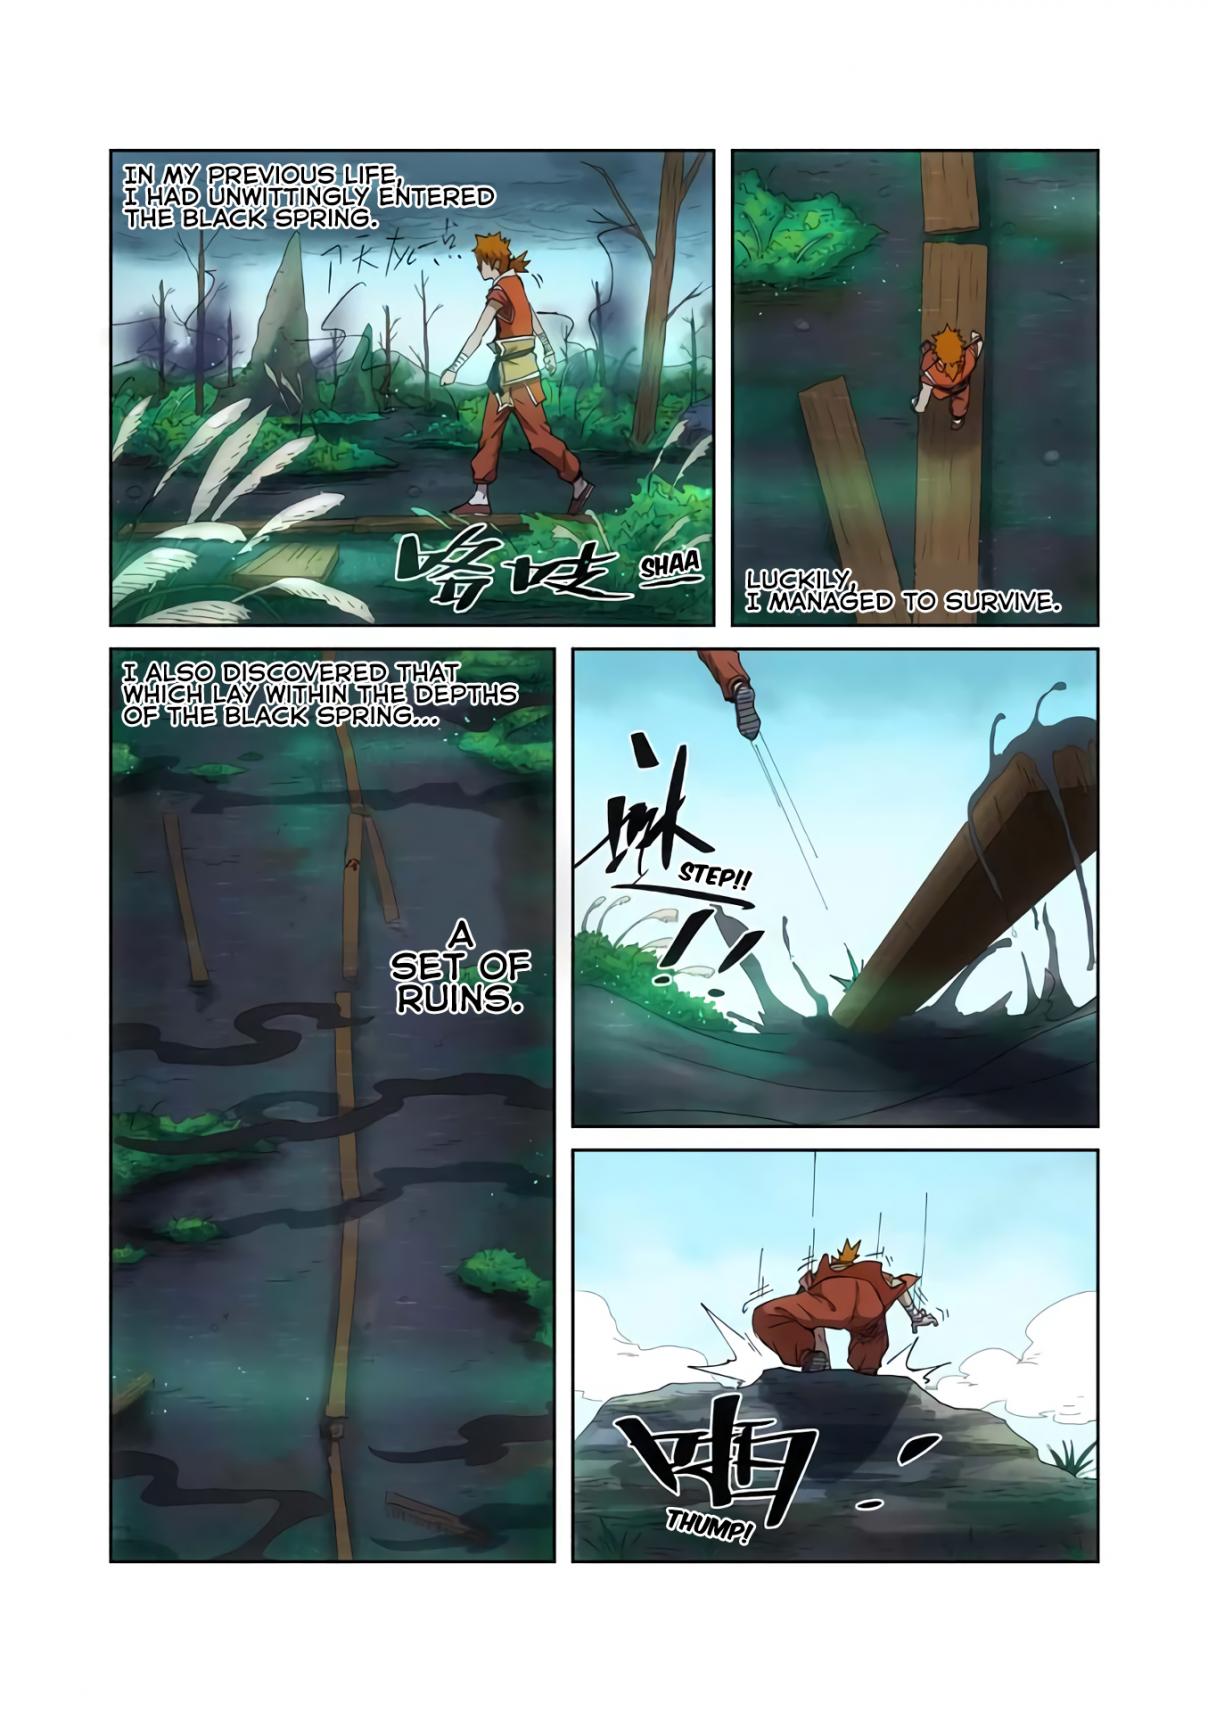 IN MY PREVIOUS LIFE,
I HAD UNWITTINGLY ENTERED
THE BLACK SPRING.
SHAA
LUCKILY,
I MANAGED TO SURVIVE.
I ALSO DISCOVERED THAT
WHICH LAY WITHIN THE DEPTHS
OF THE BLACK SPRING...
A
SET OF
RUINS.
STEP!!
THUMP!